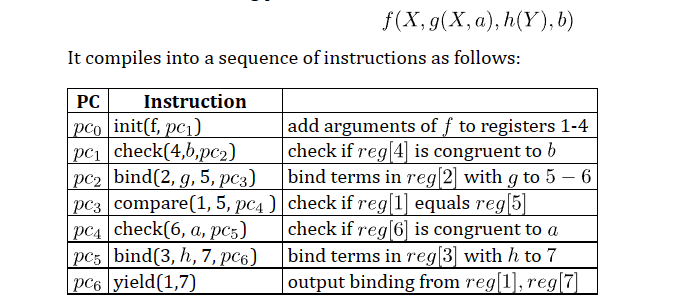 f(X, g(X, a), h(Y), b)
It compiles into a sequence of instructions as follows:
PC Instruction
pc₀ init(f, pc₁) add arguments of f to registers 1-4
pc₁ check(4,b,pc₂) check if reg[4] is congruent to b
pc₂ bind(2, g, 5, pc₃) bind terms in reg[2] with g to 5 − 6
pc₃ compare(1, 5, pc₄ ) check if reg[1] equals reg[5]
pc₄ check(6, a, pc₅) check if reg[6] is congruent to a
pc₅ bind(3, h, 7, pc₆) bind terms in reg[3] with h to 7
pc₆ yield(1,7) output binding from reg[1], reg[7]